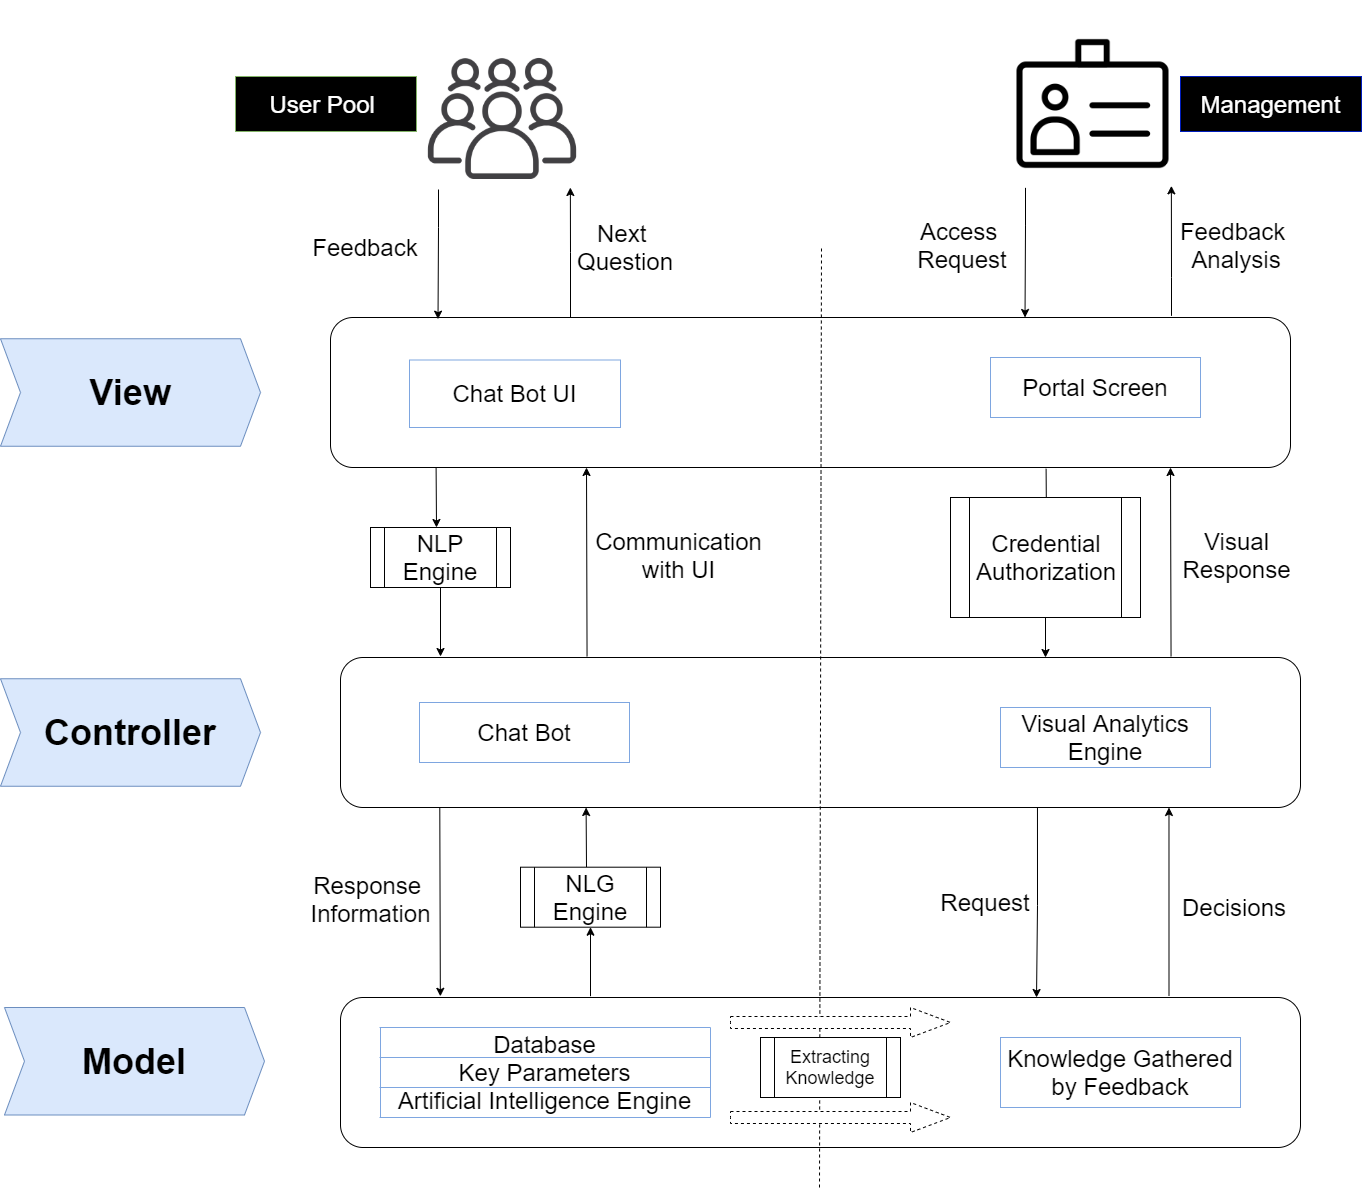 User Pool
Management
Feedback
Next
Question
Access
Request
Feedback
Analysis
View
Chat Bot UI
Portal Screen
NLP
Engine
Communication
with UI
Credential
Authorization
Visual
Response
Controller
Chat Bot
Visual Analytics
Engine
Response
Information
NLG
Engine
Request
Decisions
Model
Database
Key Parameters
Artificial Intelligence Engine
Extracting
Knowledge
Knowledge Gathered
by Feedback